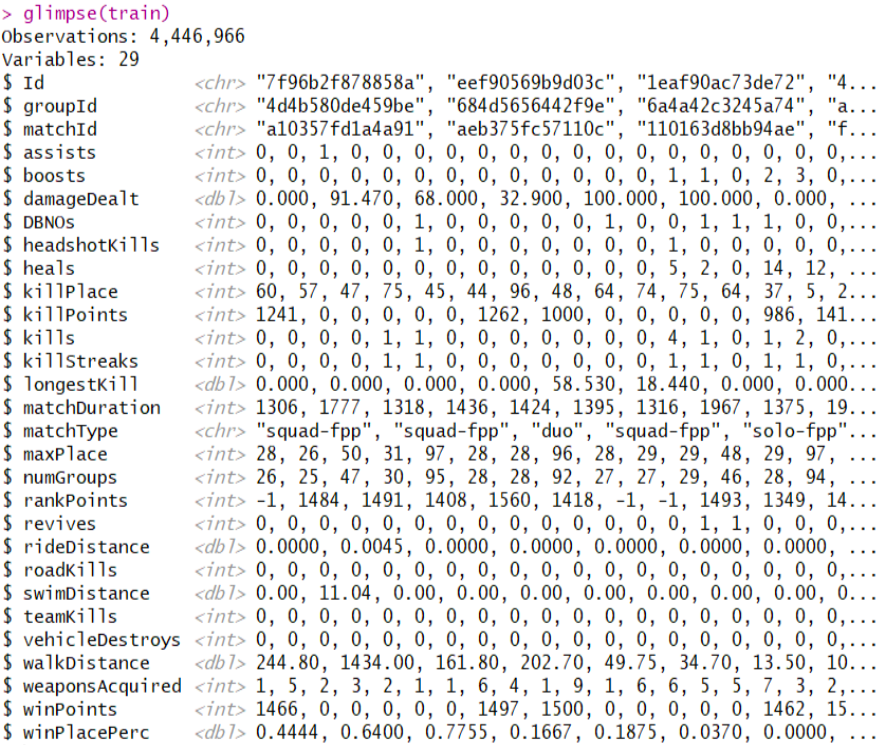 > glimpse(train)
Observations: 4,446,966
Variables: 29
$ Id <chr> "7f96b2f878858a", "eef90569b9d03c", "1eaf90ac73de72", "4...
$ groupId <chr> "4d4b580de459be", "684d5656442f9e", "6a4a42c3245a74", "a...
$ matchId <chr> "a10357fd1a4a91", "aeb375fc57110c", "110163d8bb94ae", "f...
$ assists <int> 0, 0, 1, 0, 0, 0, 0, 0, 0, 0, 0, 0, 0, 0, 0, 0, 0, 0, 0,...
$ boosts <int> 0, 0, 0, 0, 0, 0, 0, 0, 0, 0, 0, 0, 0, 1, 1, 0, 2, 3, 0,...
$ damageDealt <dbl> 0.000, 91.470, 68.000, 32.900, 100.000, 100.000, 0.000, ...
$ DBNOs <int> 0, 0, 0, 0, 0, 1, 0, 0, 0, 0, 0, 1, 0, 0, 1, 1, 1, 0, 0,...
$ headshotKills <int> 0, 0, 0, 0, 0, 1, 0, 0, 0, 0, 0, 0, 0, 1, 0, 0, 0, 0, 0,...
$ heals <int> 0, 0, 0, 0, 0, 0, 0, 0, 0, 0, 0, 0, 0, 5, 2, 0, 14, 12, ...
$ killPlace <int> 60, 57, 47, 75, 45, 44, 96, 48, 64, 74, 75, 64, 37, 5, 2...
$ killPoints <int> 1241, 0, 0, 0, 0, 0, 1262, 1000, 0, 0, 0, 0, 0, 986, 141...
$ kills <int> 0, 0, 0, 0, 1, 1, 0, 0, 0, 0, 0, 0, 0, 4, 1, 0, 1, 2, 0,...
$ killStreaks <int> 0, 0, 0, 0, 1, 1, 0, 0, 0, 0, 0, 0, 0, 1, 1, 0, 1, 1, 0,...
$ longestKill <dbl> 0.000, 0.000, 0.000, 0.000, 58.530, 18.440, 0.000, 0.000...
$ matchDuration <int> 1306, 1777, 1318, 1436, 1424, 1395, 1316, 1967, 1375, 19...
$ matchType <chr> "squad-fpp", "squad-fpp", "duo", "squad-fpp", "solo-fpp"...
$ maxPlace <int> 28, 26, 50, 31, 97, 28, 28, 96, 28, 29, 29, 48, 29, 97, ...
$ numGroups <int> 26, 25, 47, 30, 95, 28, 28, 92, 27, 27, 29, 46, 28, 94, ...
$ rankPoints <int> -1, 1484, 1491, 1408, 1560, 1418, -1, -1, 1493, 1349, 14...
$ revives <int> 0, 0, 0, 0, 0, 0, 0, 0, 0, 0, 0, 0, 0, 0, 1, 1, 0, 0, 0,...
$ rideDistance <dbl> 0.0000, 0.0045, 0.0000, 0.0000, 0.0000, 0.0000, 0.0000, ...
$ roadKills <int> 0, 0, 0, 0, 0, 0, 0, 0, 0, 0, 0, 0, 0, 0, 0, 0, 0, 0, 0,...
$ swimDistance <dbl> 0.00, 11.04, 0.00, 0.00, 0.00, 0.00, 0.00, 0.00, 0.00, 0...
$ teamKills <int> 0, 0, 0, 0, 0, 0, 0, 0, 0, 0, 0, 0, 0, 0, 0, 0, 0, 0, 0,...
$ vehicleDestroys <int> 0, 0, 0, 0, 0, 0, 0, 0, 0, 0, 0, 0, 0, 0, 0, 0, 0, 0, 0,...
$ walkDistance <dbl> 244.80, 1434.00, 161.80, 202.70, 49.75, 34.70, 13.50, 10...
$ weaponsAcquired <int> 1, 5, 2, 3, 2, 1, 1, 6, 4, 1, 9, 1, 6, 6, 5, 5, 7, 3, 2,...
$ winPoints <int> 1466, 0, 0, 0, 0, 0, 1497, 1500, 0, 0, 0, 0, 0, 1462, 15...
$ winPlacePerc <dbl> 0.4444, 0.6400, 0.7755, 0.1667, 0.1875, 0.0370, 0.0000, ...